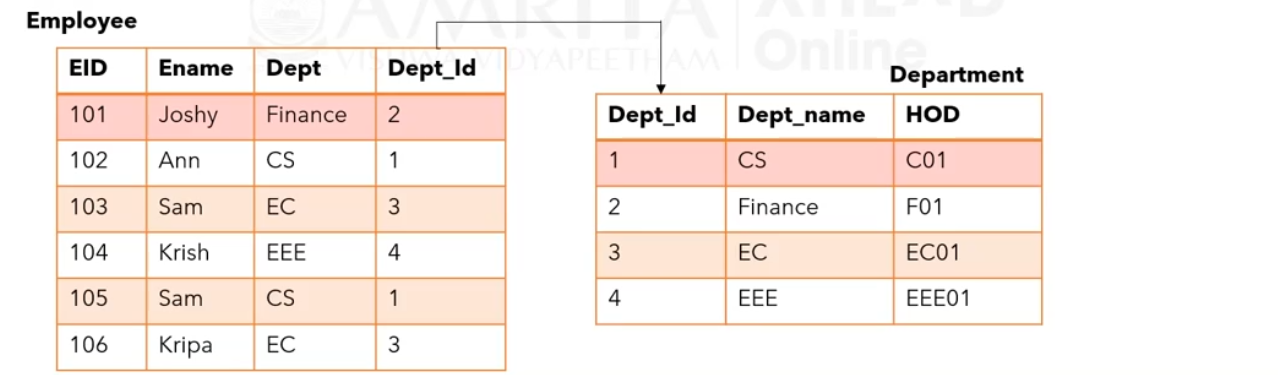 AMRITA
VISHWA VIDYAPEETHAM
AHEAD
Online
Employee
EID Ename Dept Dept_Id
101 Joshy Finance 2
102 Ann CS 1
103 Sam EC 3
104 Krish EEE 4
105 Sam CS 1
106 Kripa EC 3
Department
Dept_Id Dept_name HOD
1 CS C01
2 Finance F01
3 EC EC01
4 EEE EEE01